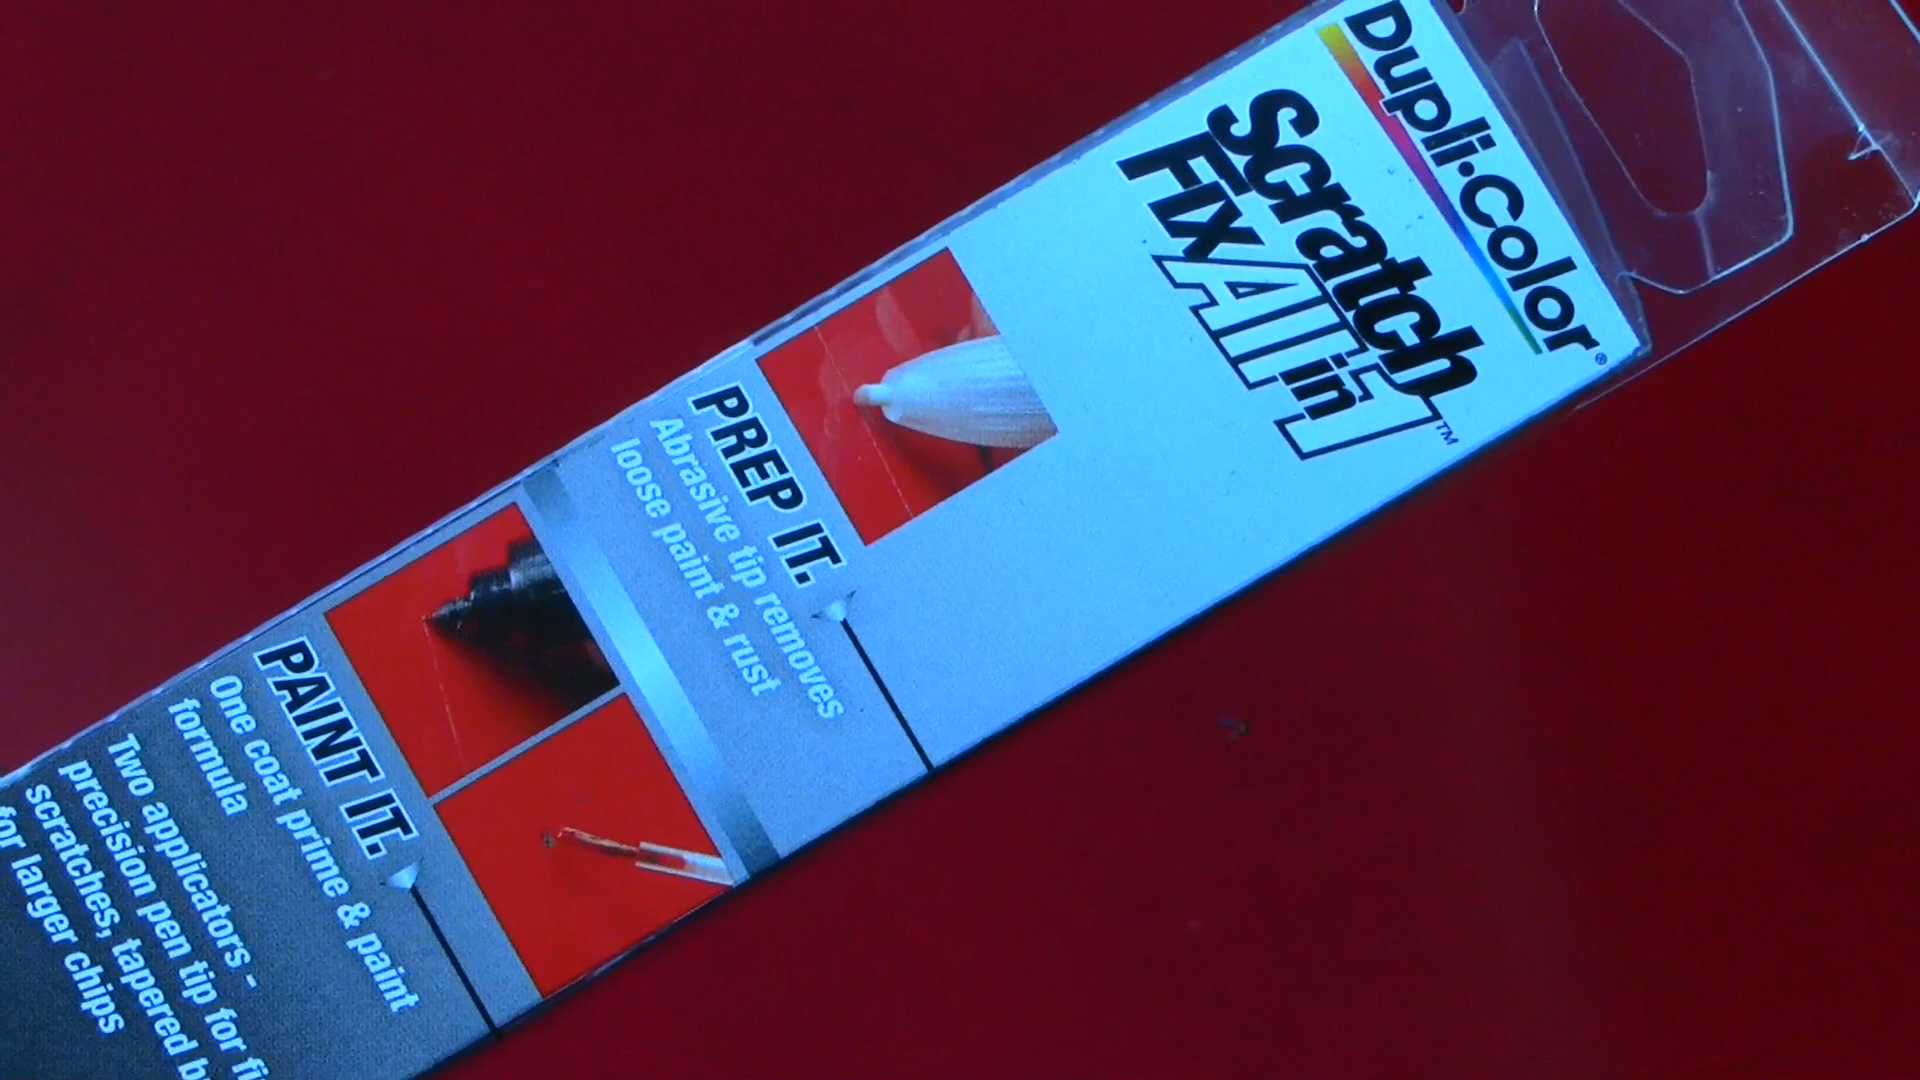 Dupli·Color®
Scratch
Fix All in 1™
PREP IT.
Abrasive tip removes
loose paint & rust
PAINT IT.
One coat prime & paint
formula
Two applicators -
precision pen tip for
scratches, tapered
for larger chips